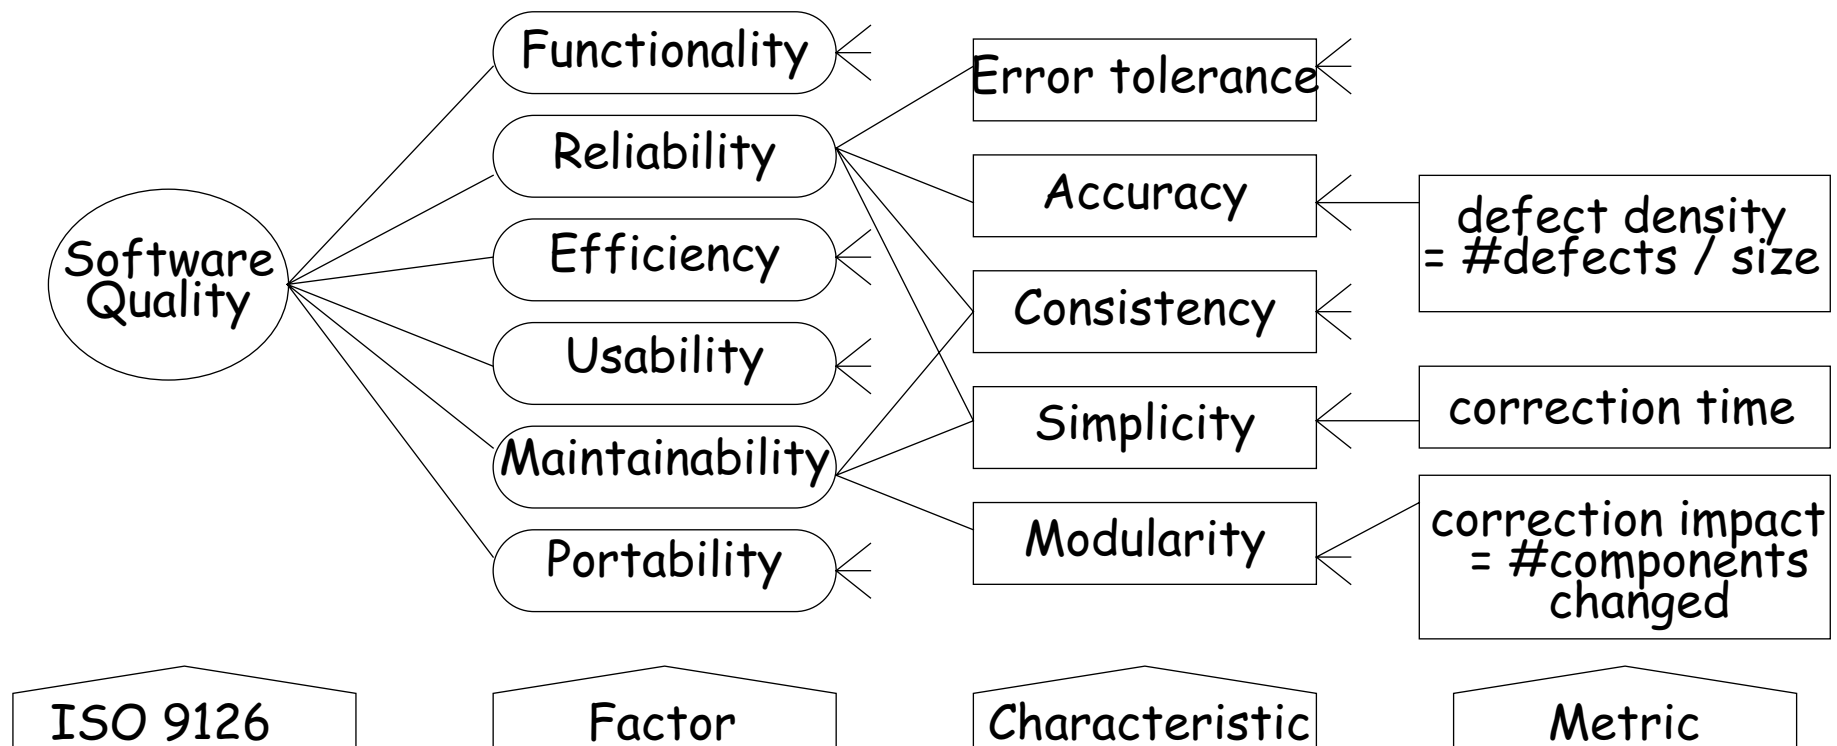 Software
Quality
Functionality
Reliability
Efficiency
Usability
Maintainability
Portability
Error tolerance
Accuracy
Consistency
Simplicity
Modularity
defect density
= #defects / size
correction time
correction impact
= #components
changed
ISO 9126
Factor
Characteristic
Metric